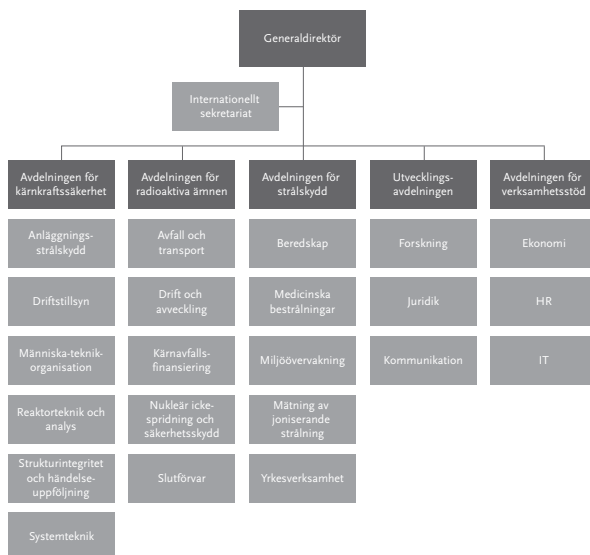 Generaldirektör
Internationellt
sekretariat
Avdelningen för
kärnkraftssäkerhet
Avdelningen för
radioaktiva ämnen
Avdelningen för
strålskydd
Utvecklings-
avdelningen
Avdelningen för
verksamhetsstöd
Anläggnings-
strålskydd
Avfall och
transport
Beredskap
Forskning
Ekonomi
Driftstillsyn
Drift och
avveckling
Medicinska
bestrålningar
Juridik
HR
Människa-teknik-
organisation
Kärnavfalls-
finansiering
Miljöövervakning
Kommunikation
IT
Reaktorteknik och
analys
Nukleär icke-
spridning och
säkerhetsskydd
Mätning av
joniserande
strålning
Strukturintegritet
och händelse-
uppföljning
Slutförvar
Yrkesverksamhet
Systemteknik